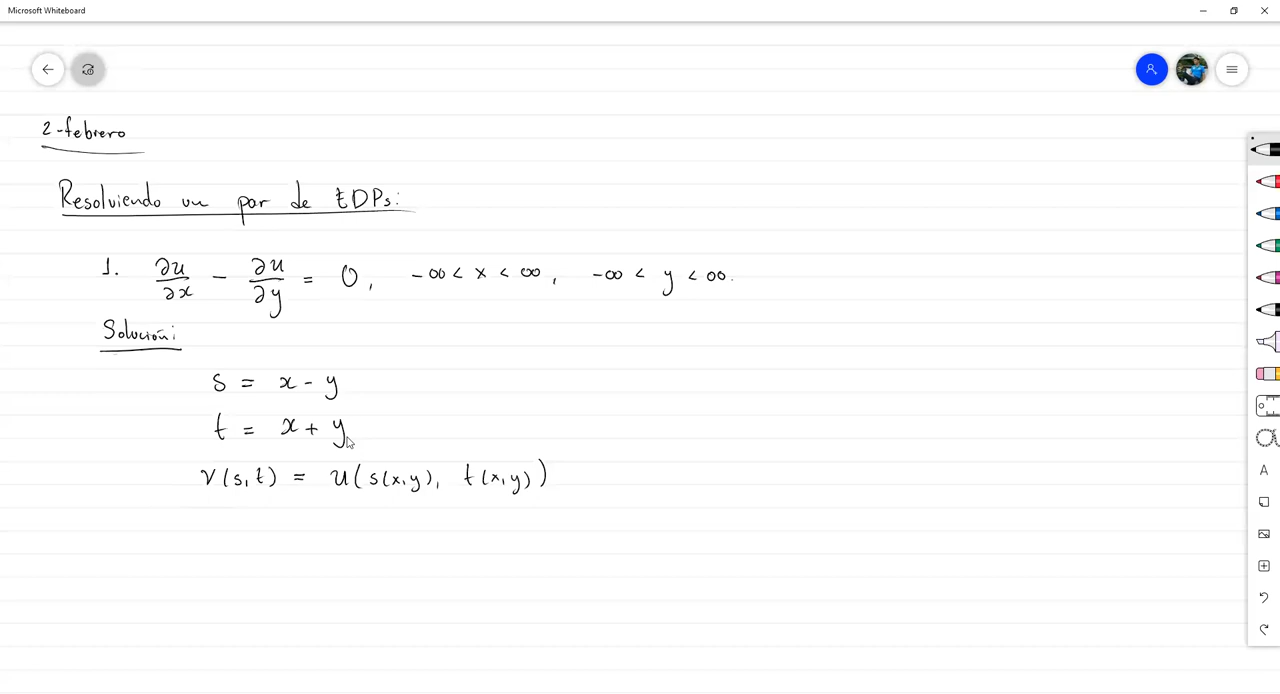 Microsoft Whiteboard
2-febrero
Resolviendo un par de EDPs:
1. ∂u/∂x - ∂u/∂y = 0, -∞ < x < ∞, -∞ < y < ∞.
Solución:
s = x - y
t = x + y
v(s,t) = u(s(x,y), t(x,y))
A